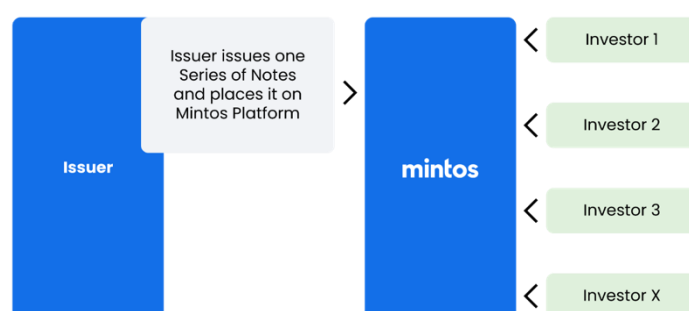 Issuer issues one
Series of Notes
and places it on
Mintos Platform
Issuer
mintos
Investor 1
Investor 2
Investor 3
Investor X